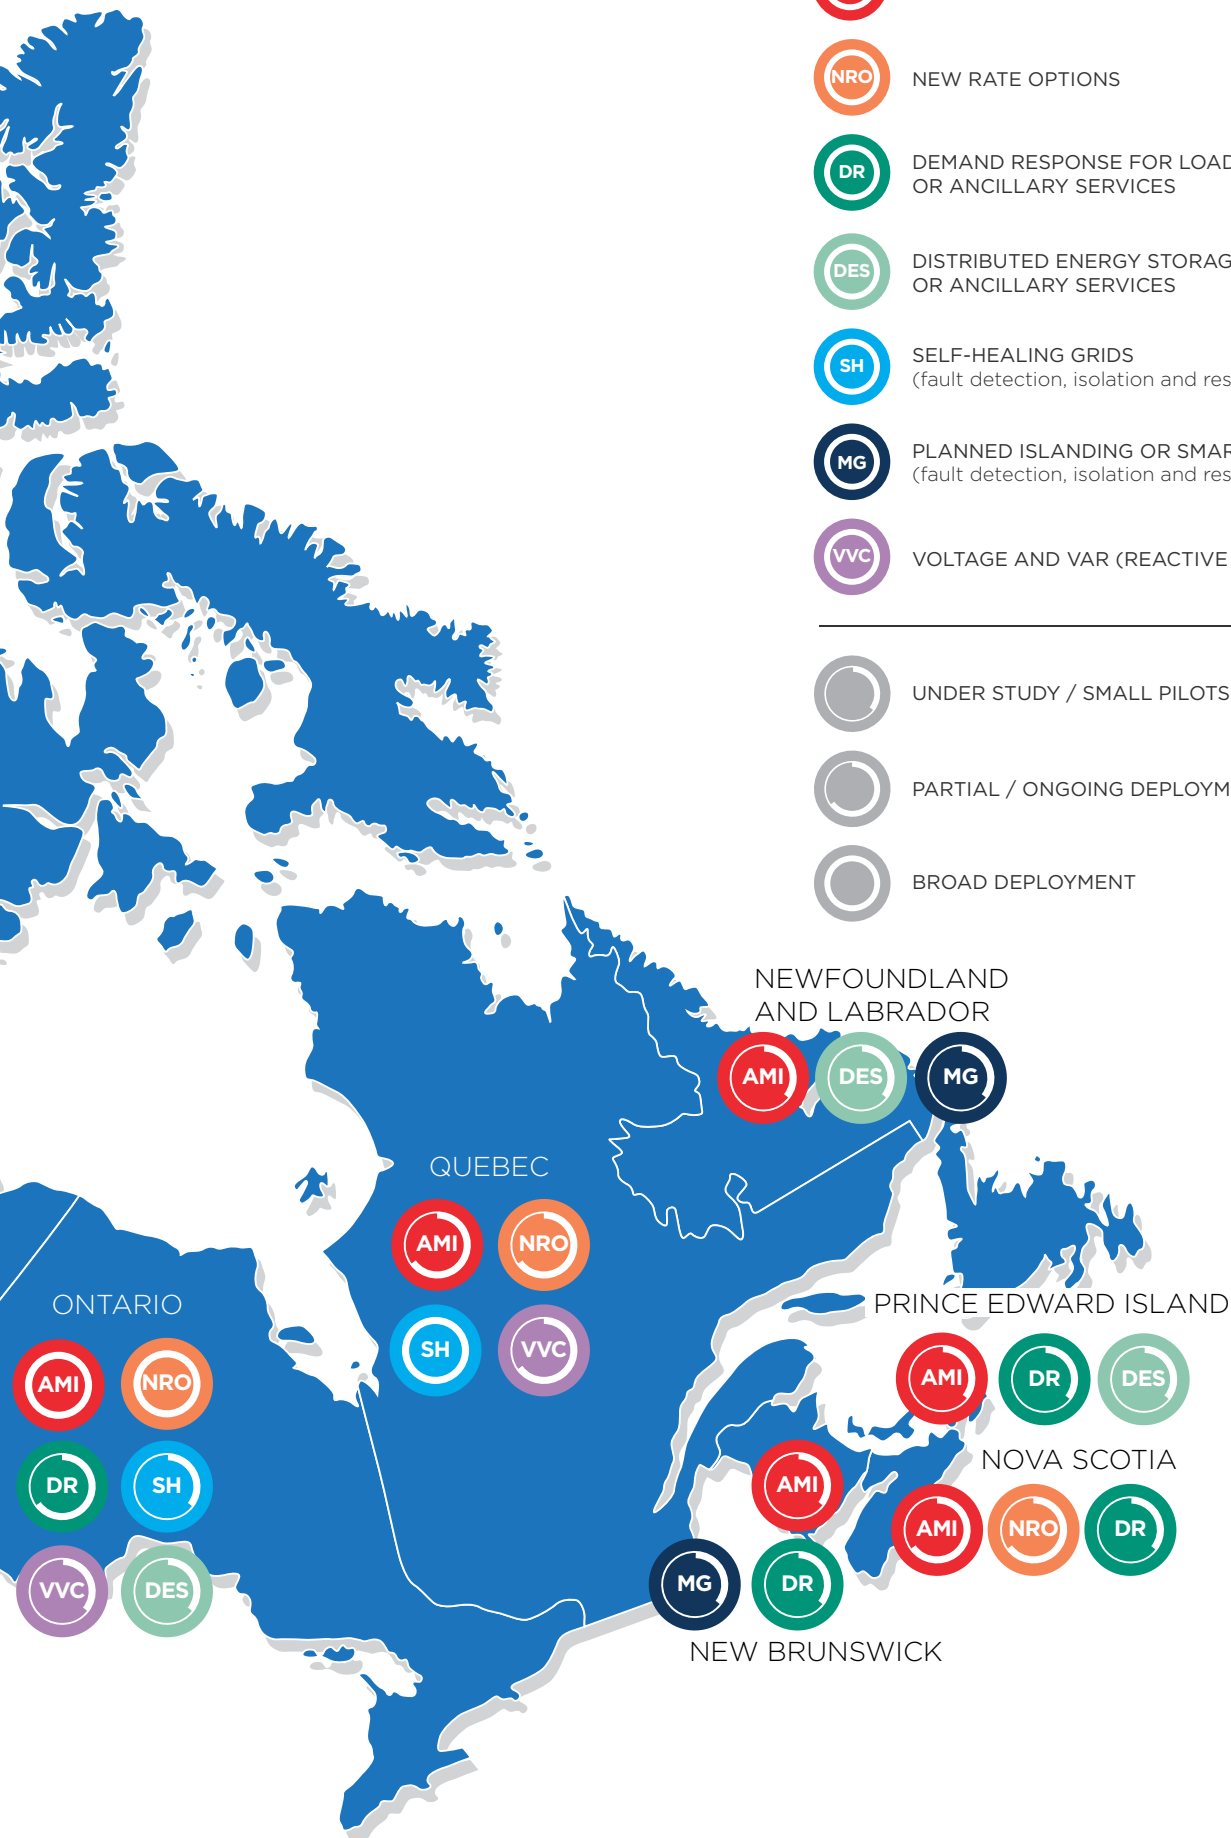 NRO NEW RATE OPTIONS
DR DEMAND RESPONSE FOR LOAD
OR ANCILLARY SERVICES
DES DISTRIBUTED ENERGY STORAG
OR ANCILLARY SERVICES
SH SELF-HEALING GRIDS
(fault detection, isolation and res
MG PLANNED ISLANDING OR SMAR
(fault detection, isolation and res
VVC VOLTAGE AND VAR (REACTIVE
UNDER STUDY / SMALL PILOTS
PARTIAL / ONGOING DEPLOYM
BROAD DEPLOYMENT
NEWFOUNDLAND
AND LABRADOR
AMI DES MG
QUEBEC
AMI NRO
SH VVC
ONTARIO
AMI NRO
DR SH
VVC DES
PRINCE EDWARD ISLAND
AMI DR DES
NOVA SCOTIA
AMI NRO DR
AMI
MG DR
NEW BRUNSWICK